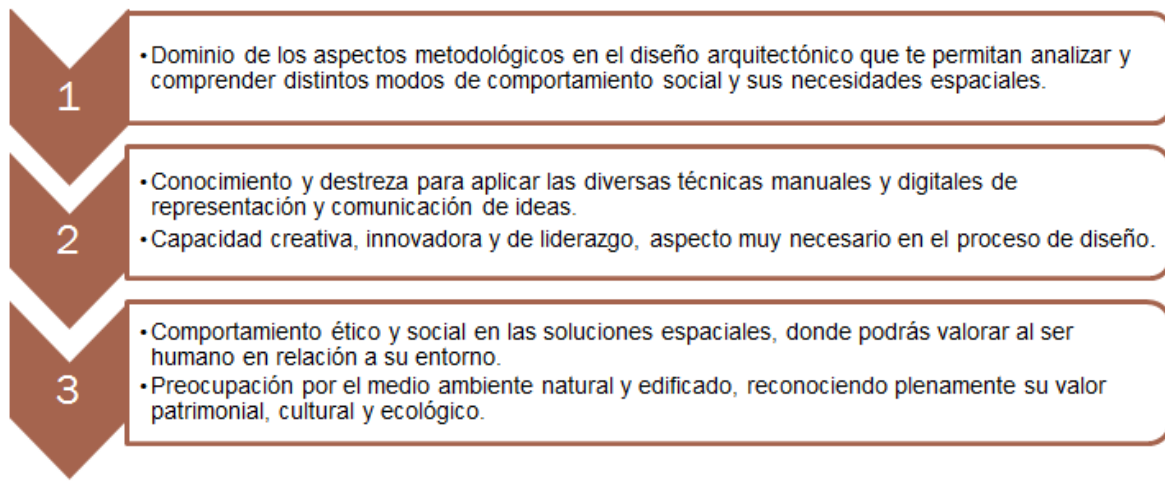 1
• Dominio de los aspectos metodológicos en el diseño arquitectónico que te permitan analizar y
comprender distintos modos de comportamiento social y sus necesidades espaciales.
2
• Conocimiento y destreza para aplicar las diversas técnicas manuales y digitales de
representación y comunicación de ideas.
• Capacidad creativa, innovadora y de liderazgo, aspecto muy necesario en el proceso de diseño.
3
• Comportamiento ético y social en las soluciones espaciales, donde podrás valorar al ser
humano en relación a su entorno.
• Preocupación por el medio ambiente natural y edificado, reconociendo plenamente su valor
patrimonial, cultural y ecológico.